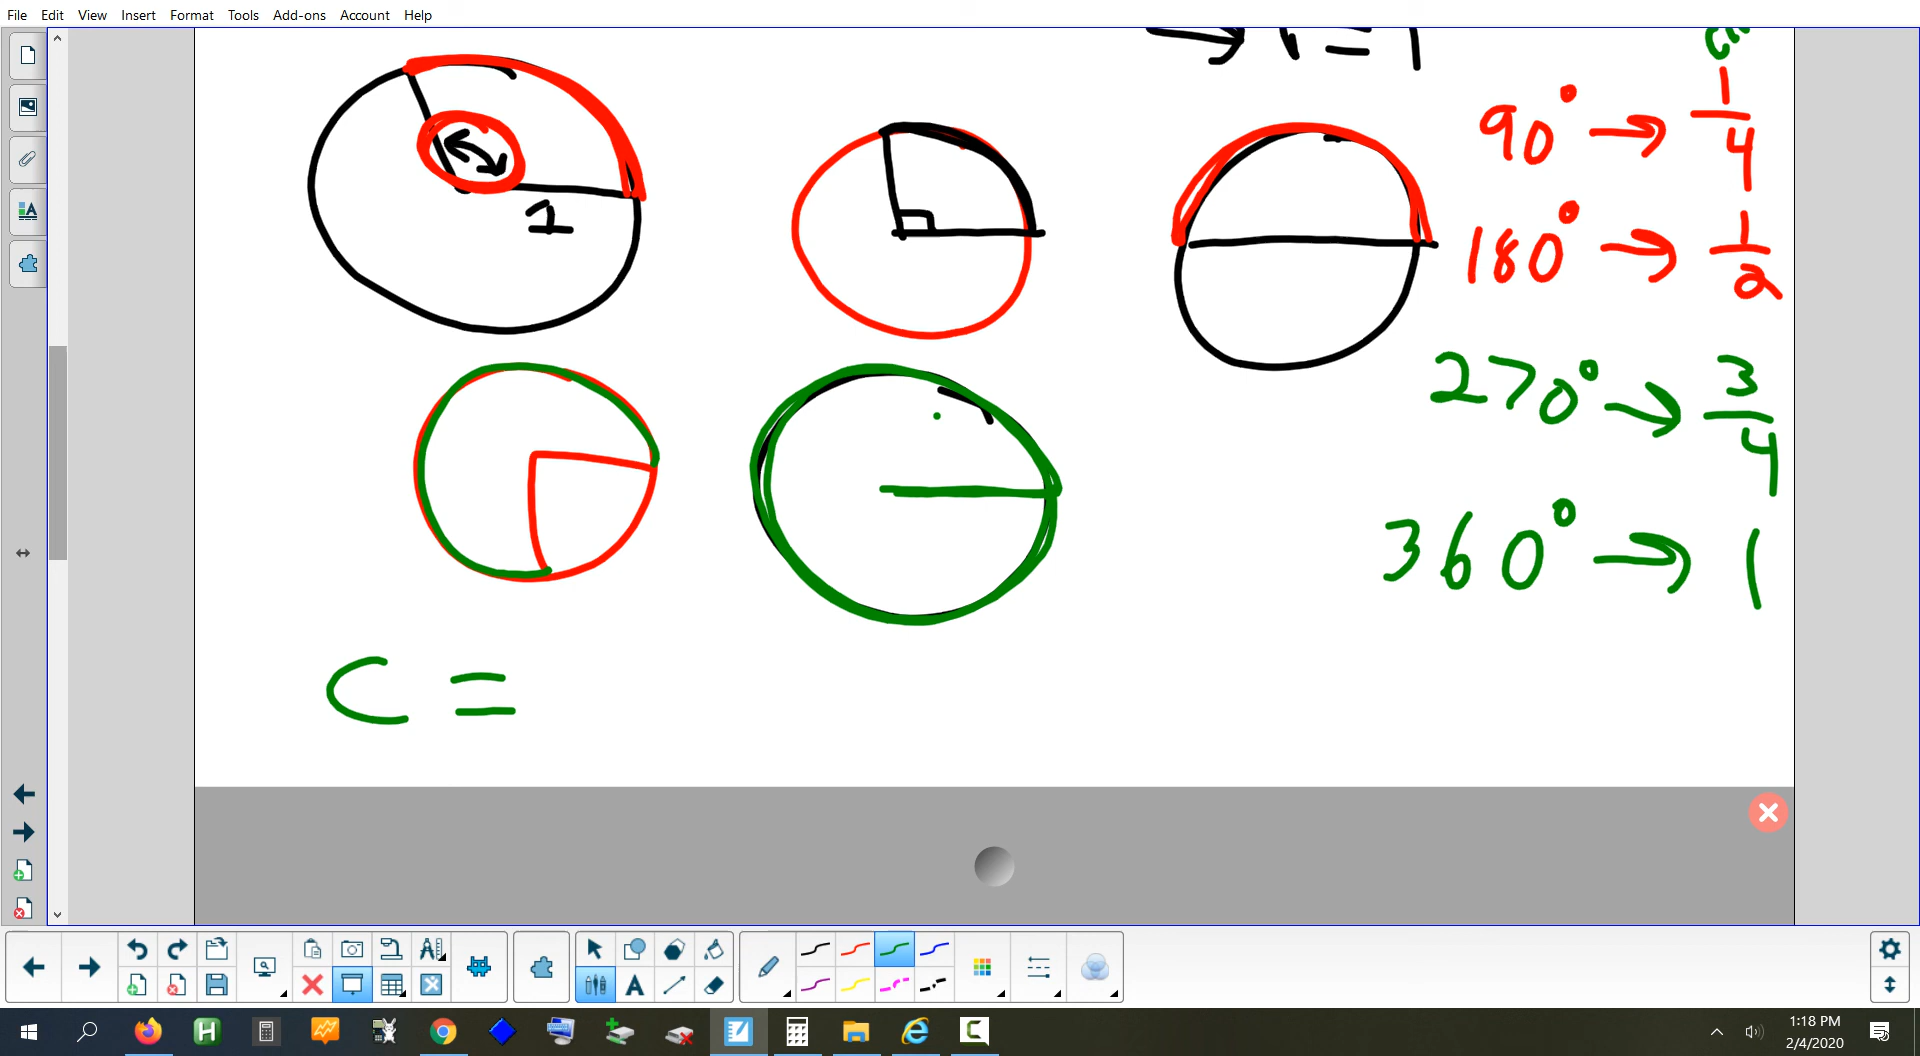 File Edit View Insert Format Tools Add-ons Account Help
→ r = 1
1
90° → 1/4
180° → 1/2
270° → 3/4
360° → 1
C =
A
A
H
C
1:18 PM
2/4/2020